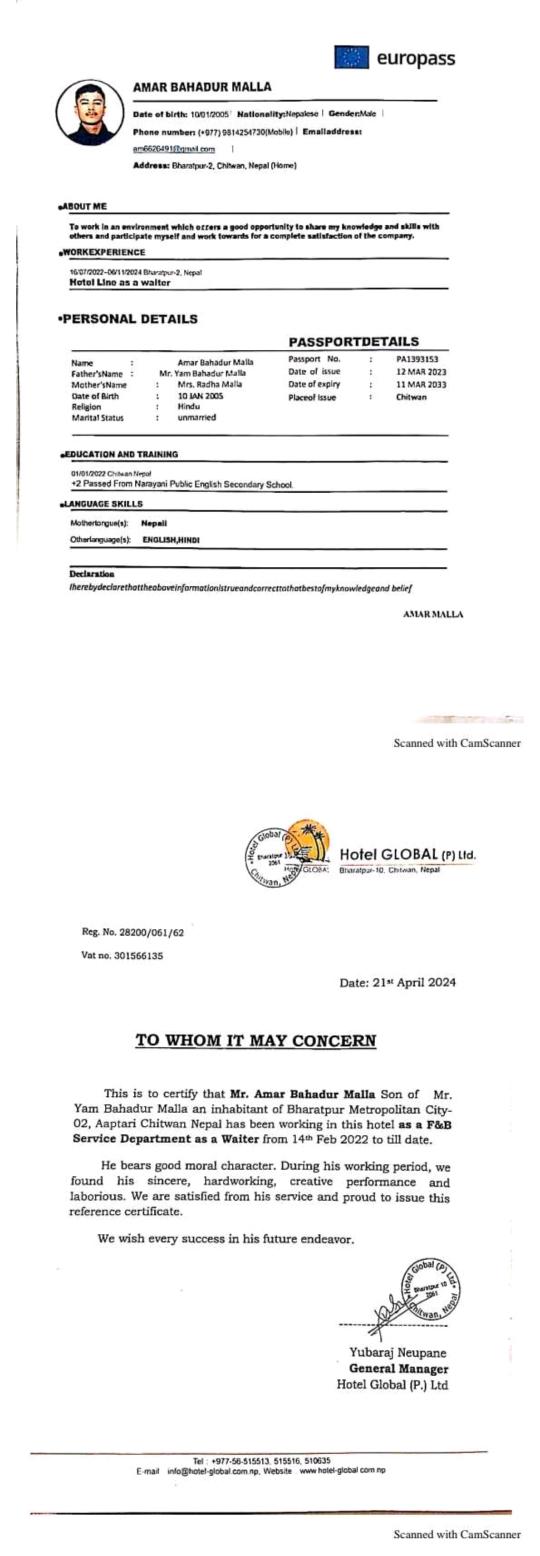 europass
AMAR BAHADUR MALLA
Date of birth: 10/01/2005 Nationality:Nepalese | Gender:Male |
Phone number: (+977) 9814254730(Mobile) | Emailaddress:
am6626491@gmail.com |
Address: Bharatpur-2, Chitwan, Nepal (Home)
•ABOUT ME
To work in an environment which offers a good opportunity to share my knowledge and skills with
others and participate myself and work towards for a complete satisfaction of the company.
•WORKEXPERIENCE
16/07/2022-06/11/2024 Bharatpur-2, Nepal
Hotel Lino as a waiter
•PERSONAL DETAILS
PASSPORTDETAILS
Name : Amar Bahadur Malla Passport No. : PA1393153
Father'sName : Mr. Yam Bahadur Malla Date of issue : 12 MAR 2023
Mother'sName : Mrs. Radha Malla Date of expiry : 11 MAR 2033
Date of Birth : 10 JAN 2005 Placeof Issue : Chitwan
Religion : Hindu
Marital Status : unmarried
•EDUCATION AND TRAINING
01/01/2022 Chitwan Nepal
+2 Passed From Narayani Public English Secondary School.
•LANGUAGE SKILLS
Mothertongue(s): Nepali
Otherlanguage(s): ENGLISH,HINDI
Declaration
Iherebydeclarethattheaboveinformationistrueandcorrecttothatbestofmyknowledgeand belief
AMAR MALLA
Scanned with CamScanner
Hotel Global (P) Ltd
Bharatpur 10
2061
Chitwan, Nepal
Hotel GLOBAL
Hotel GLOBAL (P) Ltd.
Bharatpur-10, Chitwan, Nepal
Reg. No. 28200/061/62
Vat no. 301566135
Date: 21st April 2024
TO WHOM IT MAY CONCERN
This is to certify that Mr. Amar Bahadur Malla Son of Mr.
Yam Bahadur Malla an inhabitant of Bharatpur Metropolitan City-
02, Aaptari Chitwan Nepal has been working in this hotel as a F&B
Service Department as a Waiter from 14th Feb 2022 to till date.
He bears good moral character. During his working period, we
found his sincere, hardworking, creative performance and
laborious. We are satisfied from his service and proud to issue this
reference certificate.
We wish every success in his future endeavor.
Hotel Global (P) Ltd
Bharatpur 10
2061
Chitwan, Nepal
Yubaraj Neupane
General Manager
Hotel Global (P.) Ltd
Tel : +977-56-515513, 515516, 510635
E-mail info@hotel-global.com.np, Website www.hotel-global.com.np
Scanned with CamScanner